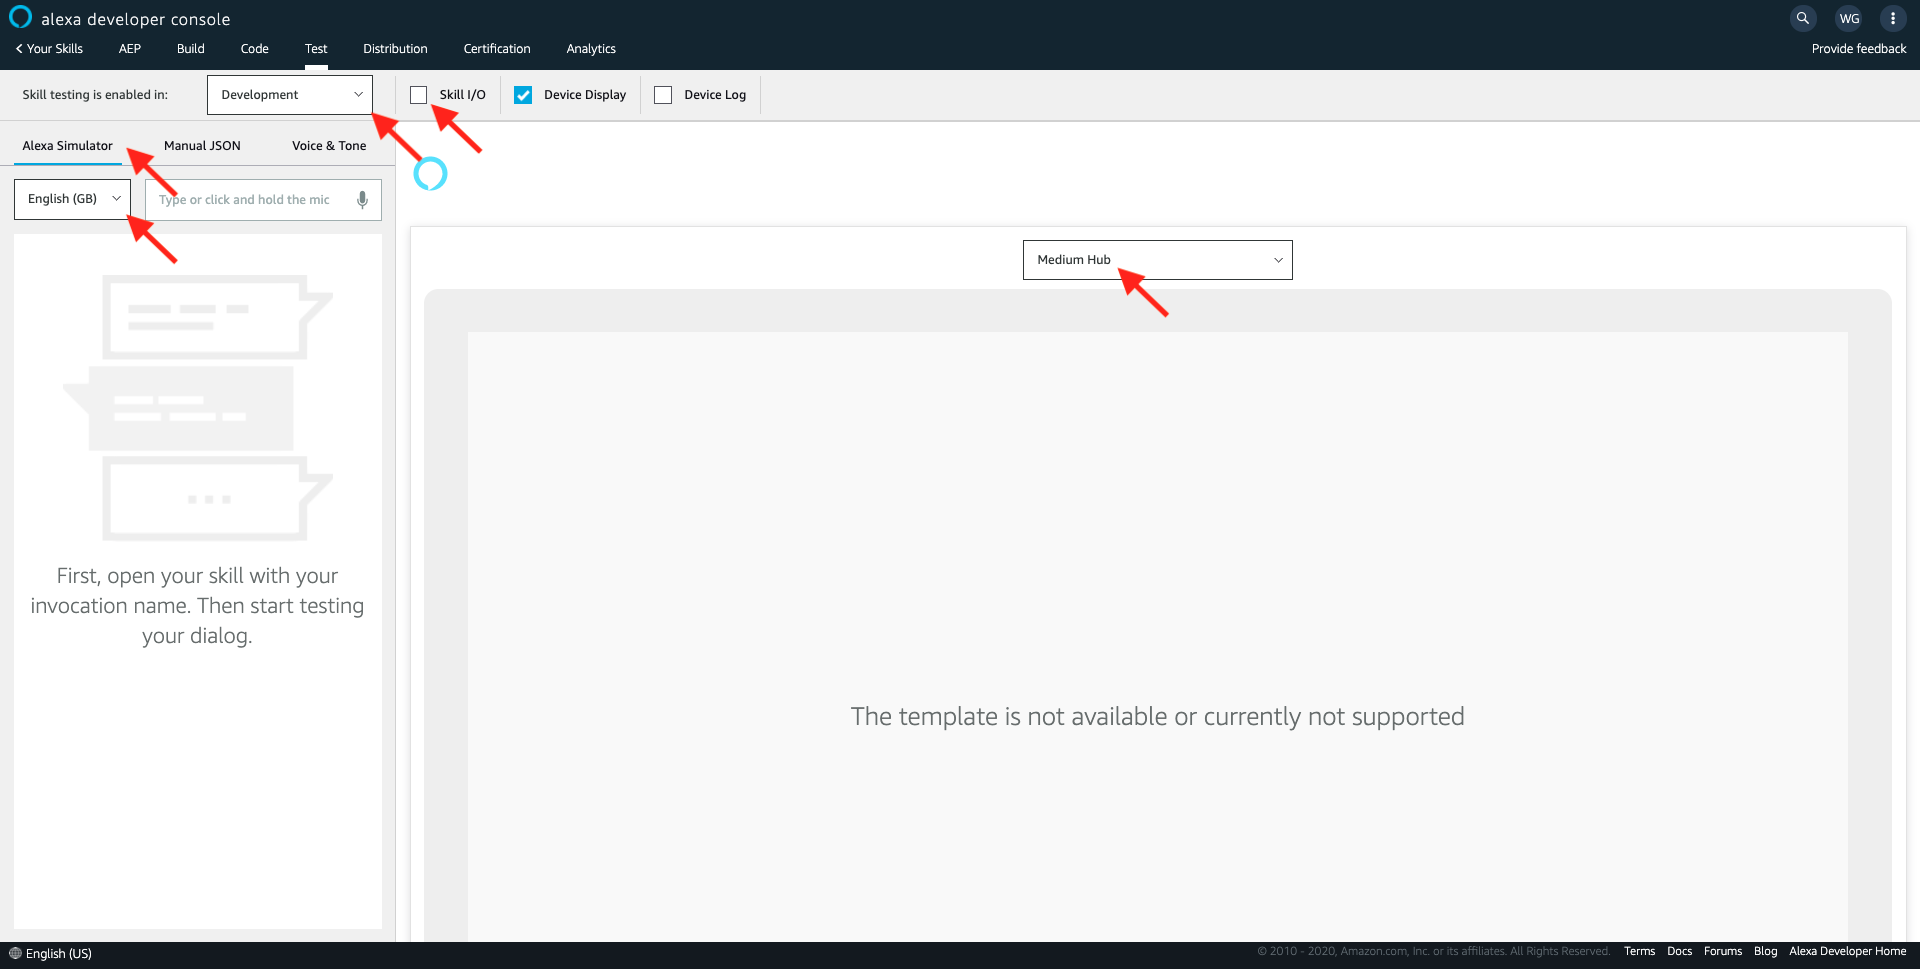 alexa developer console
WG
Your Skills
AEP
Build
Code
Test
Distribution
Certification
Analytics
Provide feedback
Skill testing is enabled in:
Development
Skill I/O
Device Display
Device Log
Alexa Simulator
Manual JSON
Voice & Tone
English (GB)
Type or click and hold the mic
Medium Hub
First, open your skill with your
invocation name. Then start testing
your dialog.
The template is not available or currently not supported
English (US)
© 2010 - 2020, Amazon.com, Inc. or its affiliates. All Rights Reserved.
Terms
Docs
Forums
Blog
Alexa Developer Home